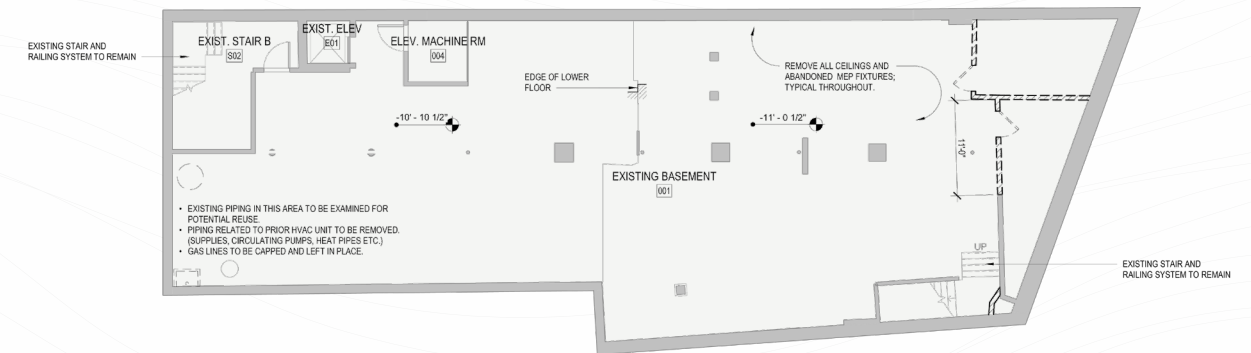 EXISTING STAIR AND
RAILING SYSTEM TO REMAIN
EXIST. STAIR B
S02
EXIST. ELEV
E01
ELEV. MACHINE RM
004
EDGE OF LOWER
FLOOR
REMOVE ALL CEILINGS AND
ABANDONED MEP FIXTURES;
TYPICAL THROUGHOUT.
-10' - 10 1/2"
-11' - 0 1/2"
11'-0"
EXISTING BASEMENT
001
• EXISTING PIPING IN THIS AREA TO BE EXAMINED FOR
POTENTIAL REUSE.
• PIPING RELATED TO PRIOR HVAC UNIT TO BE REMOVED.
(SUPPLIES, CIRCULATING PUMPS, HEAT PIPES ETC.)
• GAS LINES TO BE CAPPED AND LEFT IN PLACE.
UP
EXISTING STAIR AND
RAILING SYSTEM TO REMAIN